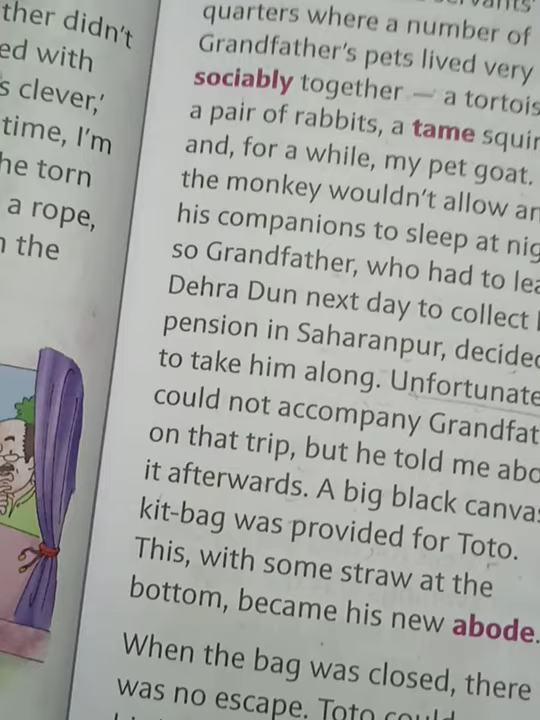 ther didn't
ed with
s clever,'
time, I'm
he torn
a rope,
n the
quarters where a number of
Grandfather's pets lived very
sociably together — a tortois
a pair of rabbits, a tame squir
and, for a while, my pet goat.
the monkey wouldn't allow an
his companions to sleep at nig
so Grandfather, who had to lea
Dehra Dun next day to collect
pension in Saharanpur, decided
to take him along. Unfortunate
could not accompany Grandfat
on that trip, but he told me abo
it afterwards. A big black canvas
kit-bag was provided for Toto.
This, with some straw at the
bottom, became his new abode.
When the bag was closed, there
was no escape. Toto could